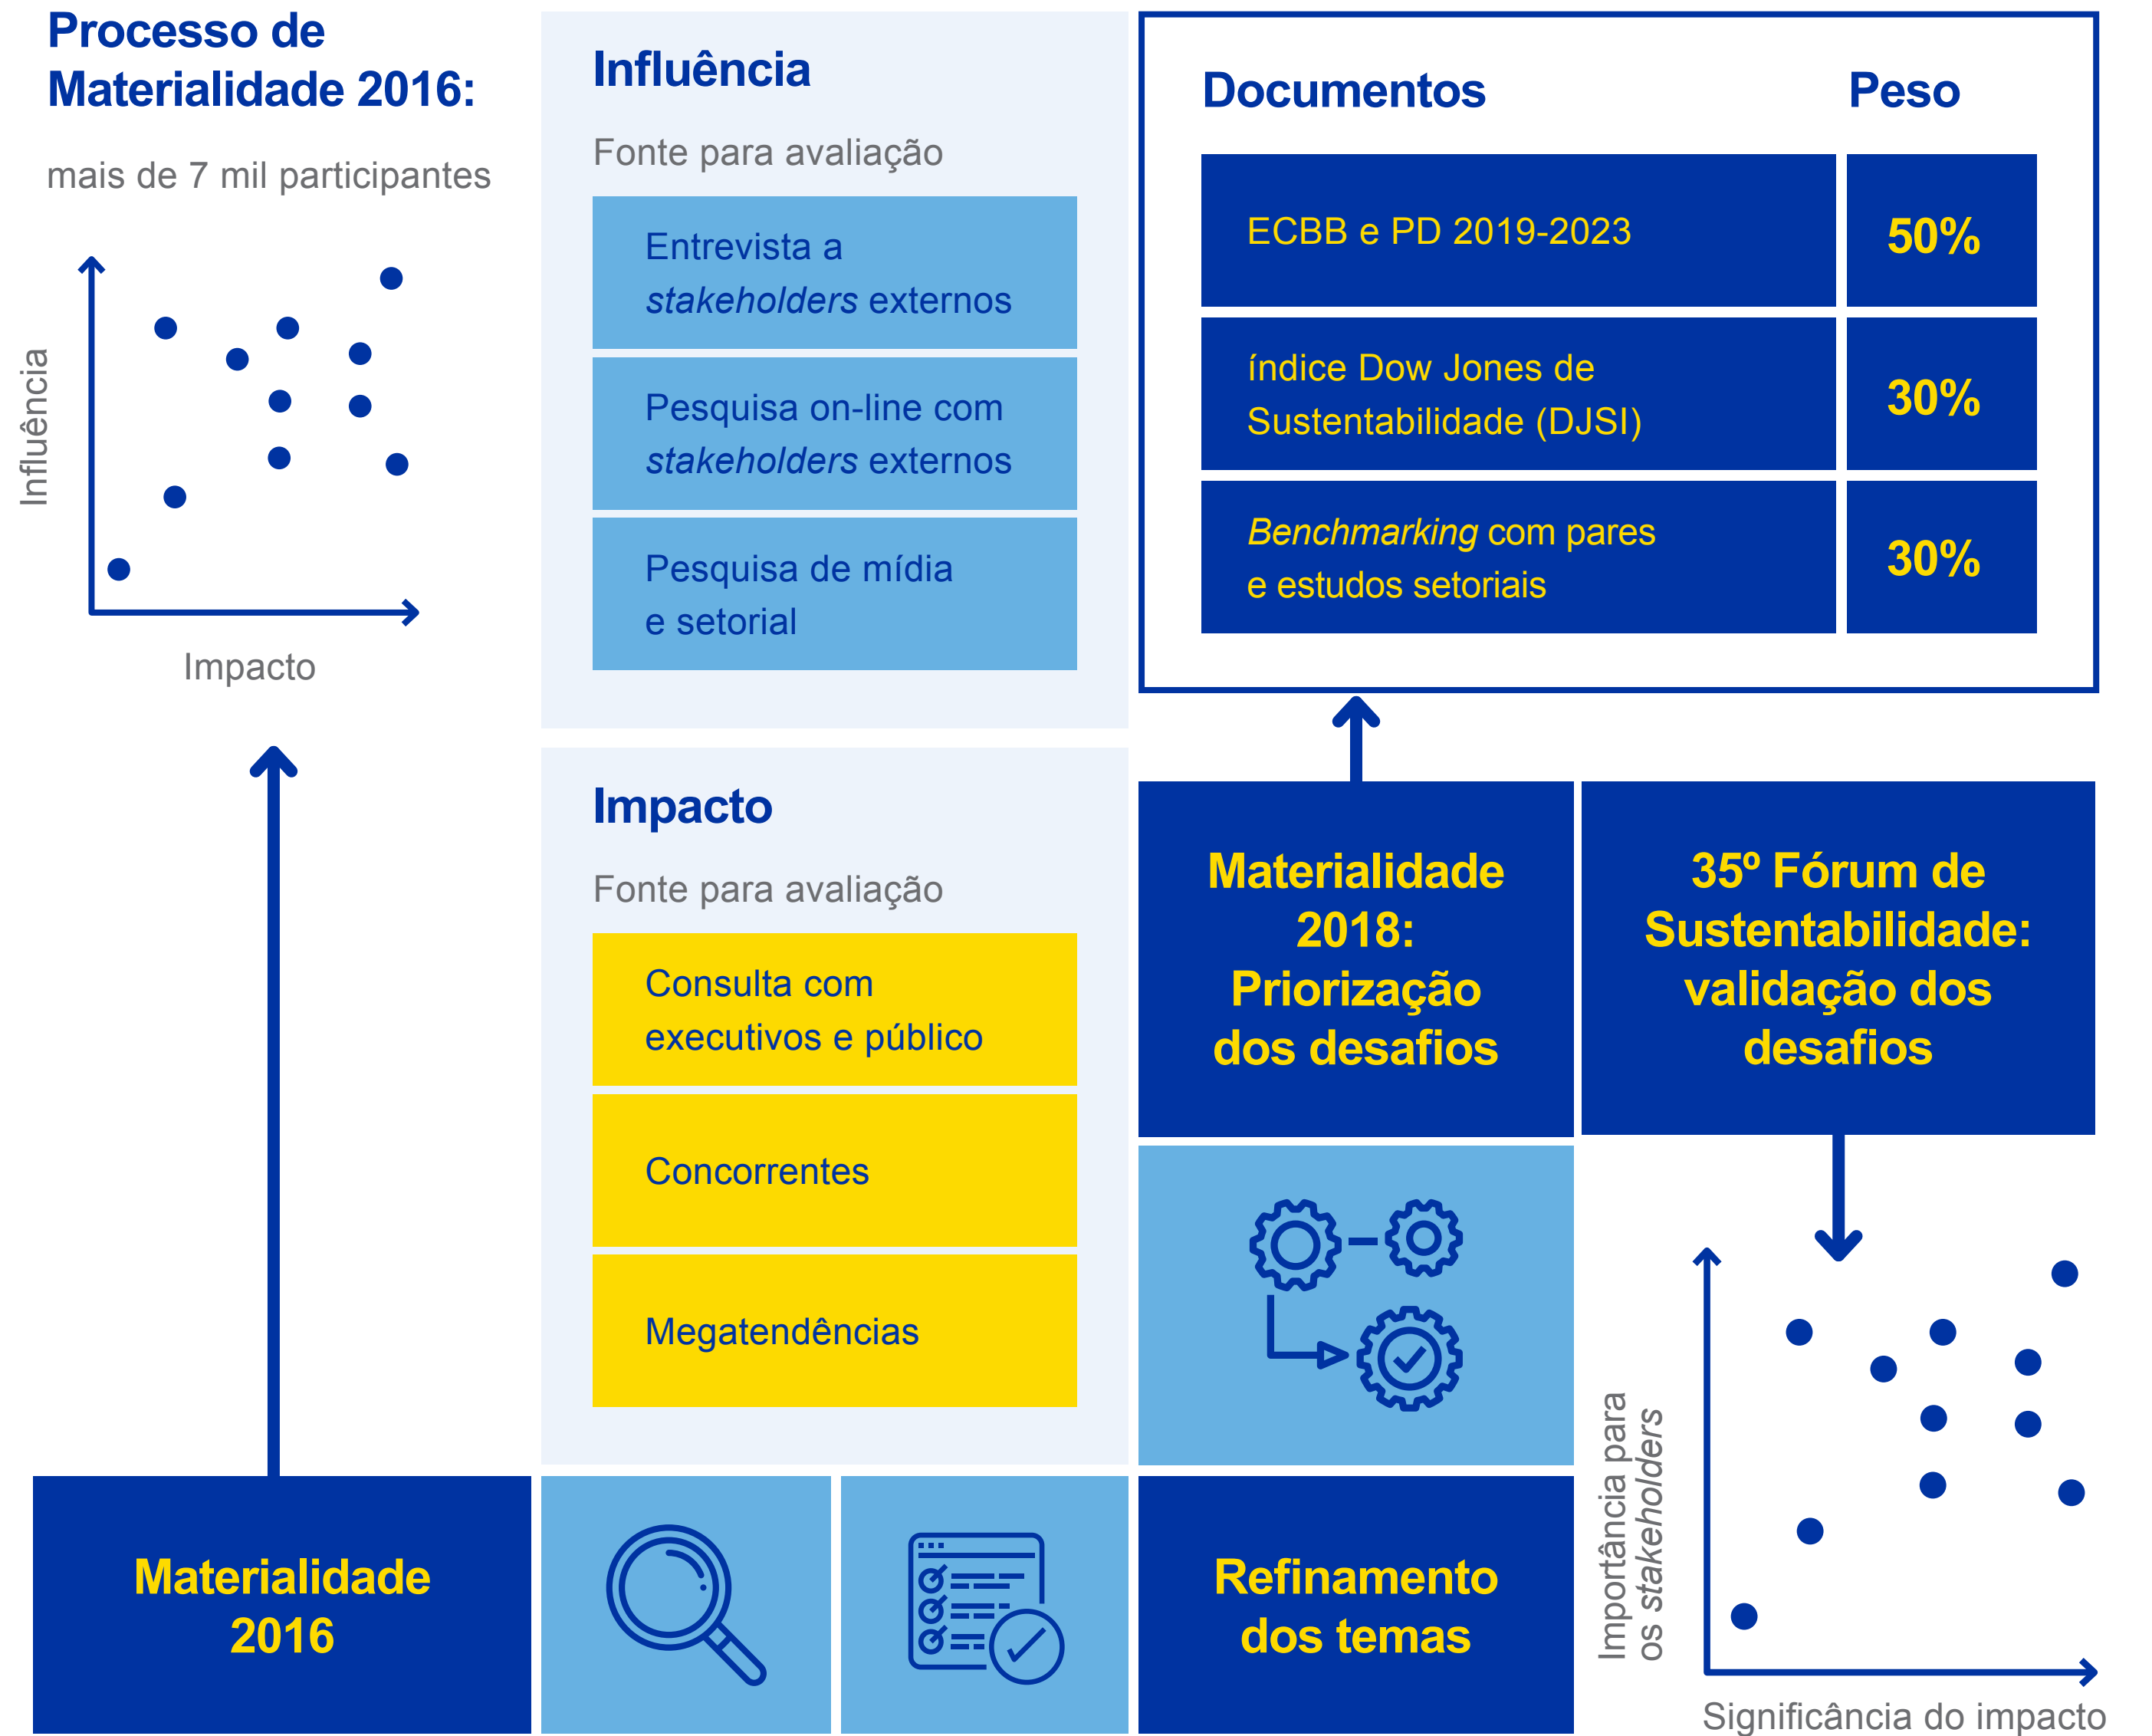 Processo de
Materialidade 2016:
mais de 7 mil participantes
Influência
Impacto
Influência
Fonte para avaliação
Entrevista a
stakeholders externos
Pesquisa on-line com
stakeholders externos
Pesquisa de mídia
e setorial
Documentos
Peso
ECBB e PD 2019-2023
50%
índice Dow Jones de
Sustentabilidade (DJSI)
30%
Benchmarking com pares
e estudos setoriais
30%
Impacto
Fonte para avaliação
Consulta com
executivos e público
Concorrentes
Megatendências
Materialidade
2018:
Priorização
dos desafios
35º Fórum de
Sustentabilidade:
validação dos
desafios
Materialidade
2016
Refinamento
dos temas
Importância para
os stakeholders
Significância do impacto